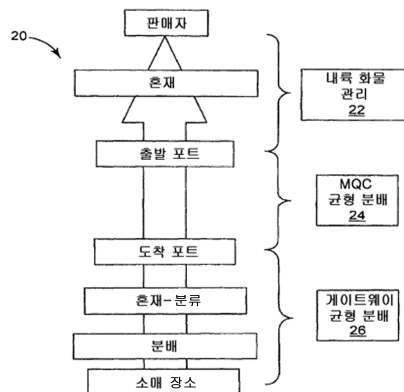 20
판매자
혼재
내륙 화물
관리
22
출발 포트
MQC
균형 분배
24
도착 포트
혼재-분류
게이트웨이
균형 분배
26
분배
소매 장소